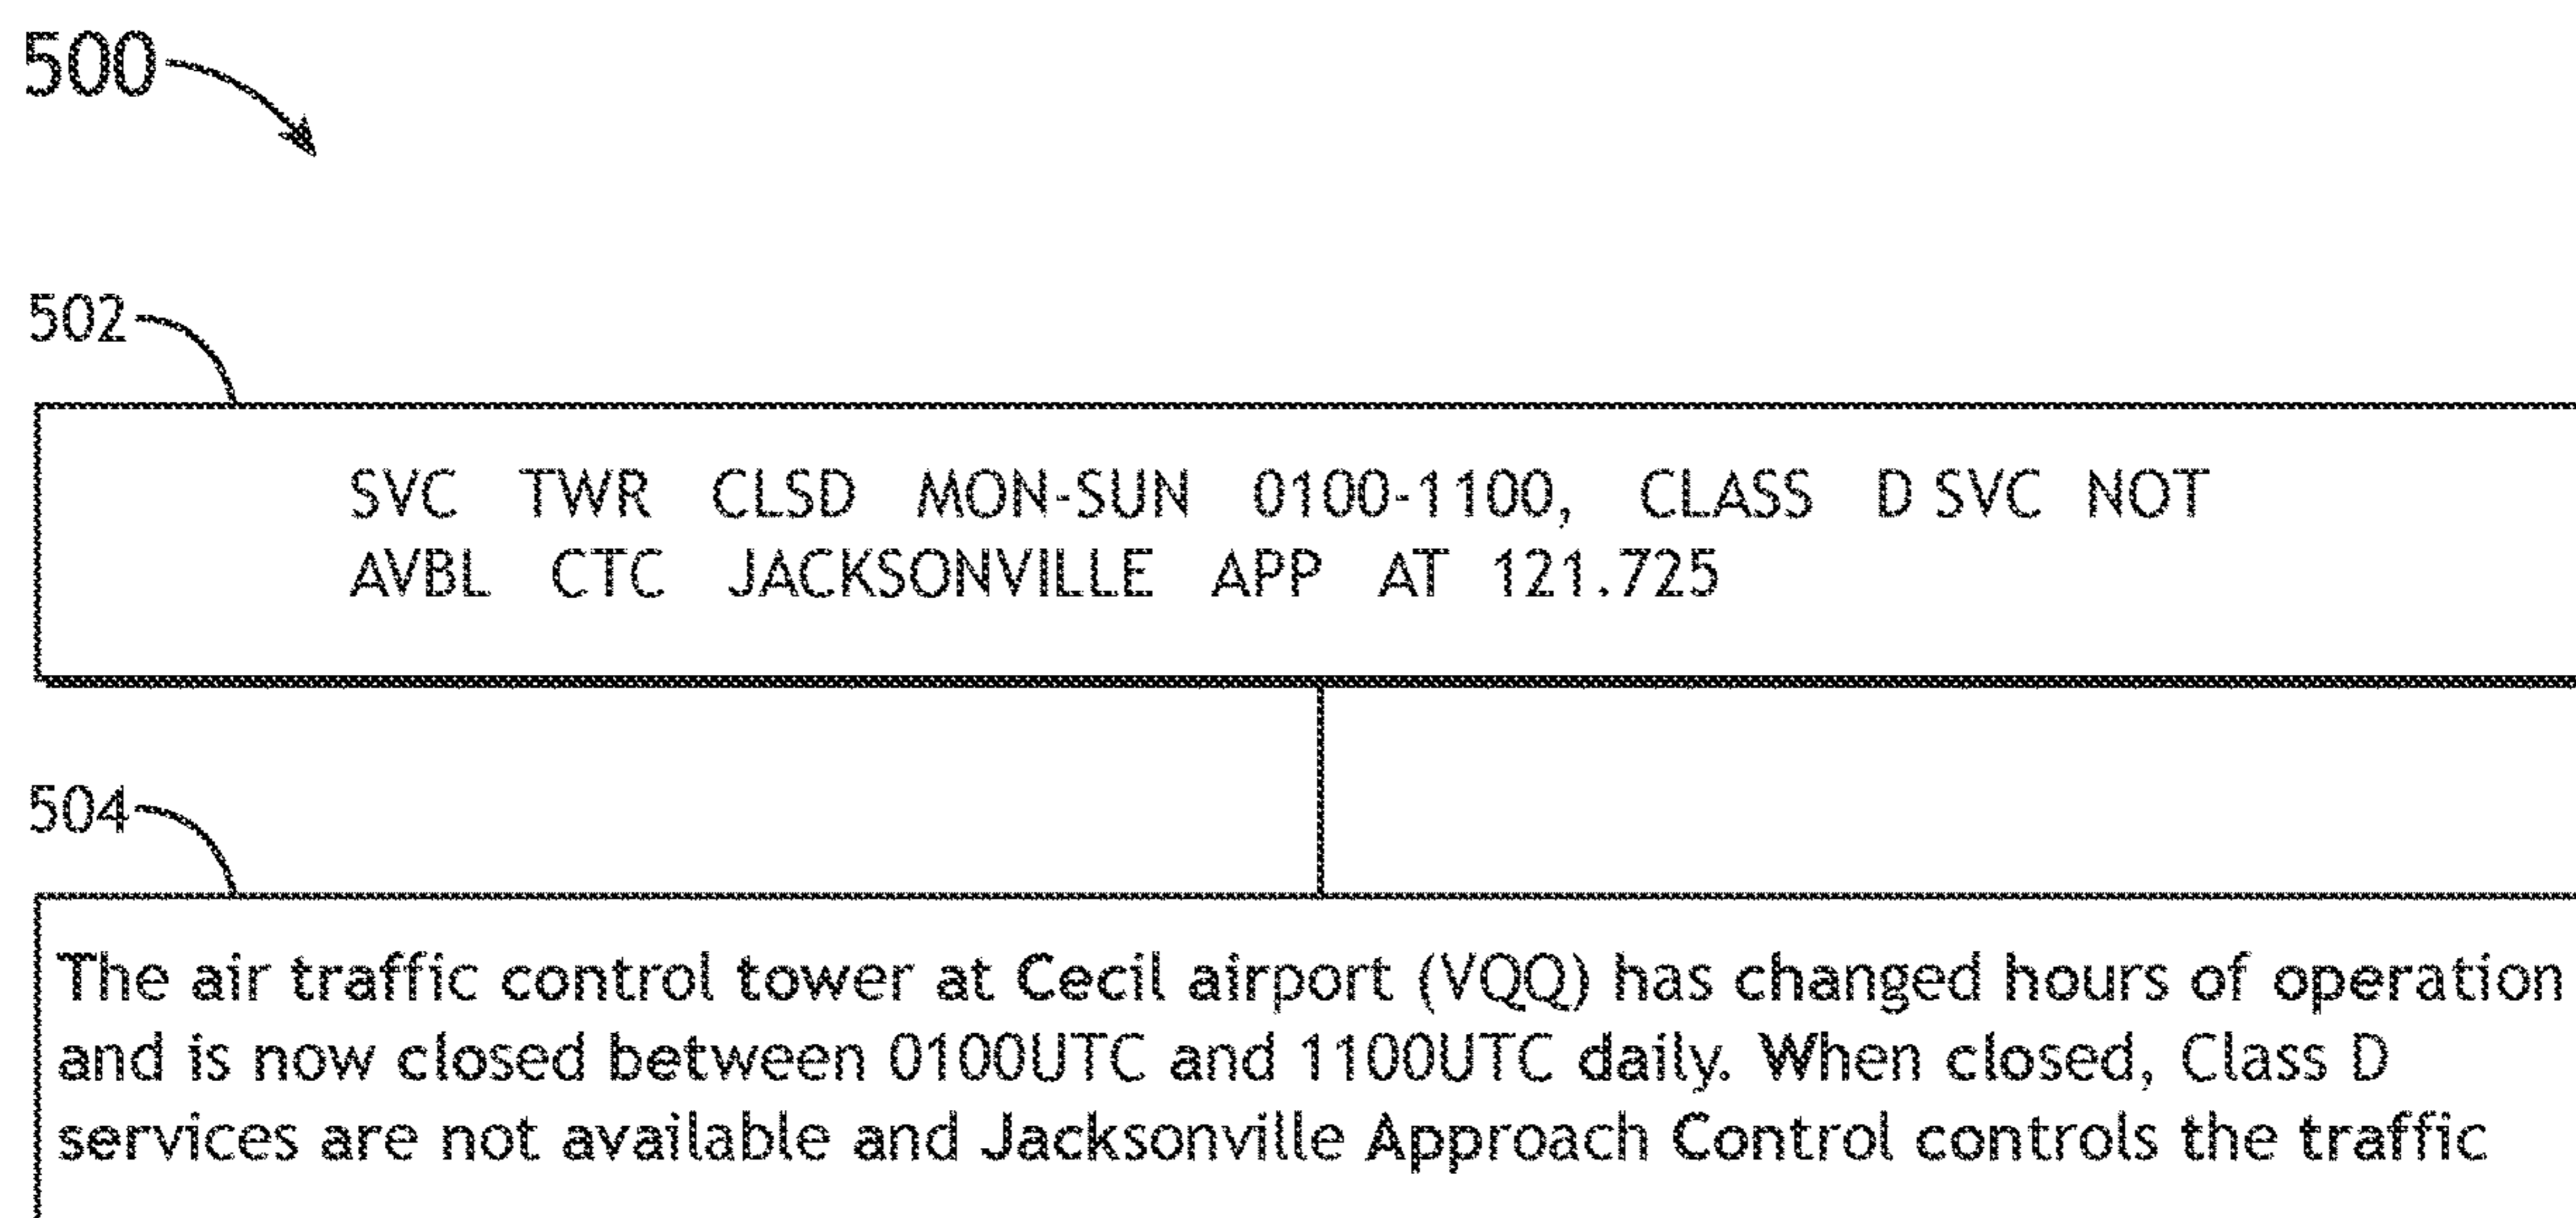 500
502
SVC TWR CLSD MON-SUN 0100-1100, CLASS D SVC NOT
AVBL CTC JACKSONVILLE APP AT 121.725
504
The air traffic control tower at Cecil airport (VQQ) has changed hours of operation
and is now closed between 0100UTC and 1100UTC daily. When closed, Class D
services are not available and Jacksonville Approach Control controls the traffic